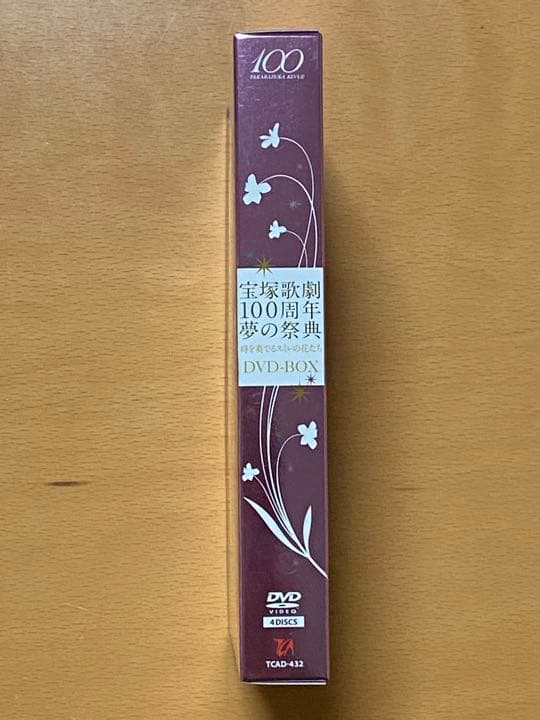 100
TAKARAZUKA REVUE
宝塚歌劇
100周年
夢の祭典
時を奏でるスミレの花たち
DVD-BOX
DVD
VIDEO
4DISCS
TCA
TCAD-432